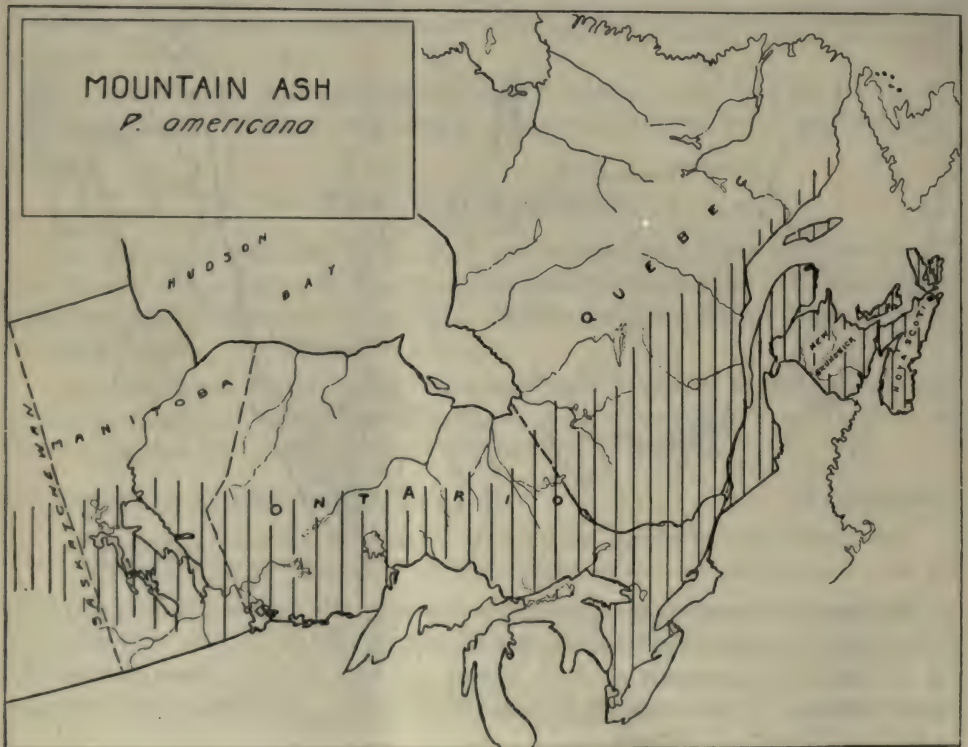 MOUNTAIN ASH
P. americana
HUDSON
BAY
QUEBEC
MANITOBA
SASKATCHEWAN
ONTARIO
NEW
BRUNSWICK
NOVA SCOTIA